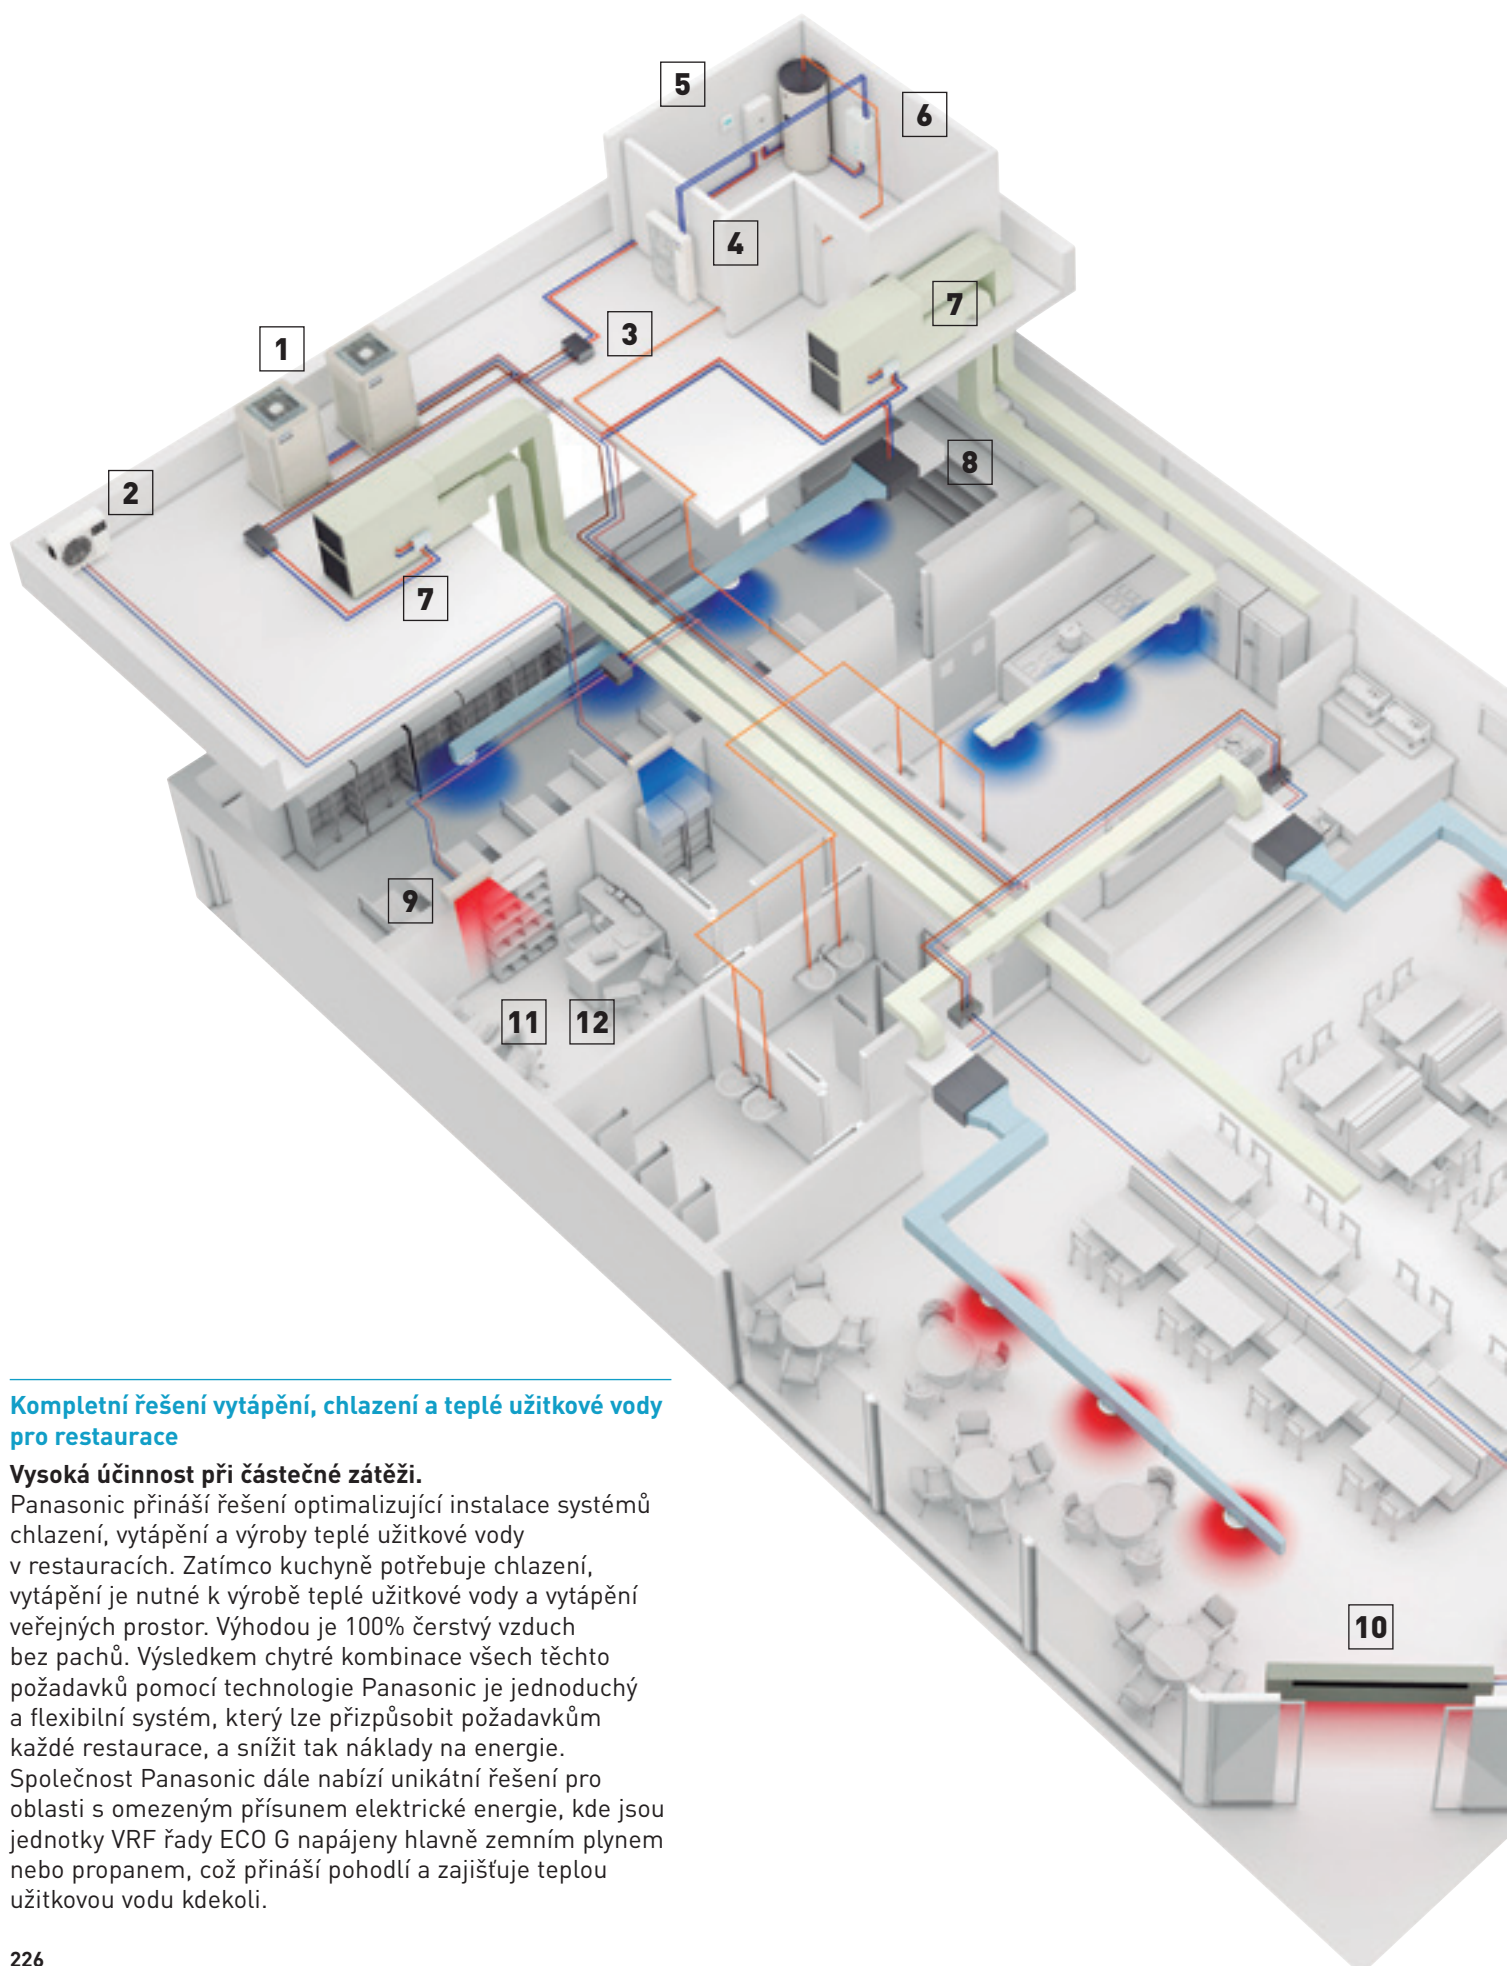 5
6
4
7
3
1
8
2
7
9
11 12
10
Kompletní řešení vytápění, chlazení a teplé užitkové vody
pro restaurace
Vysoká účinnost při částečné zátěži.
Panasonic přináší řešení optimalizující instalace systémů
chlazení, vytápění a výroby teplé užitkové vody
v restauracích. Zatímco kuchyně potřebuje chlazení,
vytápění je nutné k výrobě teplé užitkové vody a vytápění
veřejných prostor. Výhodou je 100% čerstvý vzduch
bez pachů. Výsledkem chytré kombinace všech těchto
požadavků pomocí technologie Panasonic je jednoduchý
a flexibilní systém, který lze přizpůsobit požadavkům
každé restaurace, a snížit tak náklady na energie.
Společnost Panasonic dále nabízí unikátní řešení pro
oblasti s omezeným přísunem elektrické energie, kde jsou
jednotky VRF řady ECO G napájeny hlavně zemním plynem
nebo propanem, což přináší pohodlí a zajišťuje teplou
užitkovou vodu kdekoli.
226